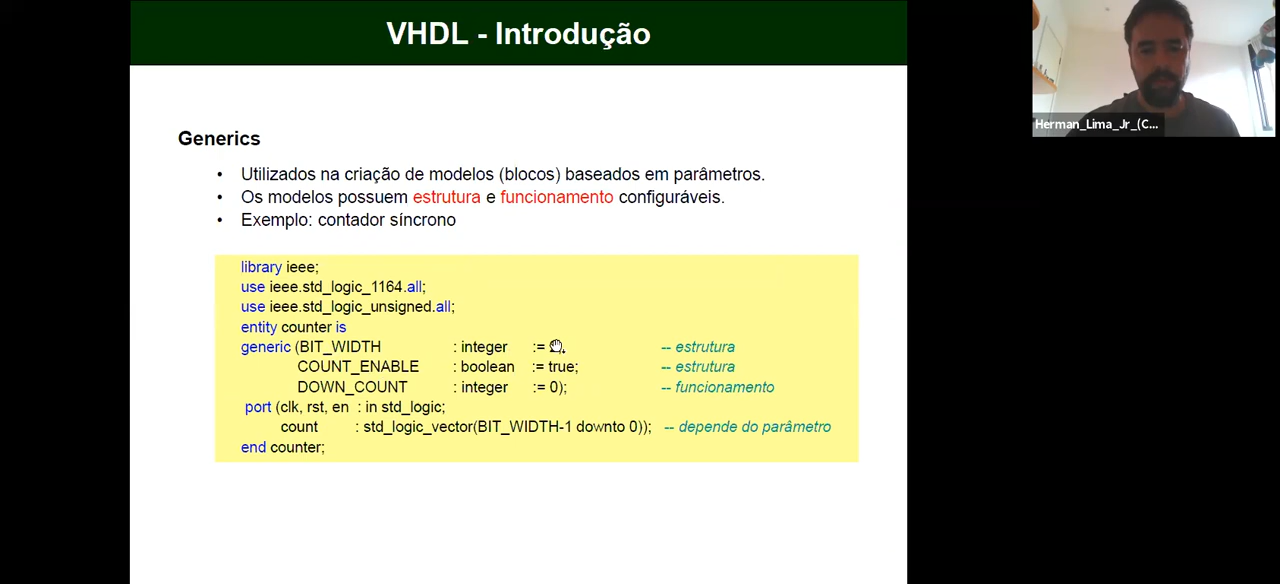 VHDL - Introdução
Herman_Lima_Jr_(C...
Generics
• Utilizados na criação de modelos (blocos) baseados em parâmetros.
• Os modelos possuem estrutura e funcionamento configuráveis.
• Exemplo: contador síncrono
library ieee;
use ieee.std_logic_1164.all;
use ieee.std_logic_unsigned.all;
entity counter is
generic (BIT_WIDTH : integer := -- estrutura
COUNT_ENABLE : boolean := true; -- estrutura
DOWN_COUNT : integer := 0); -- funcionamento
port (clk, rst, en : in std_logic;
count : std_logic_vector(BIT_WIDTH-1 downto 0)); -- depende do parâmetro
end counter;